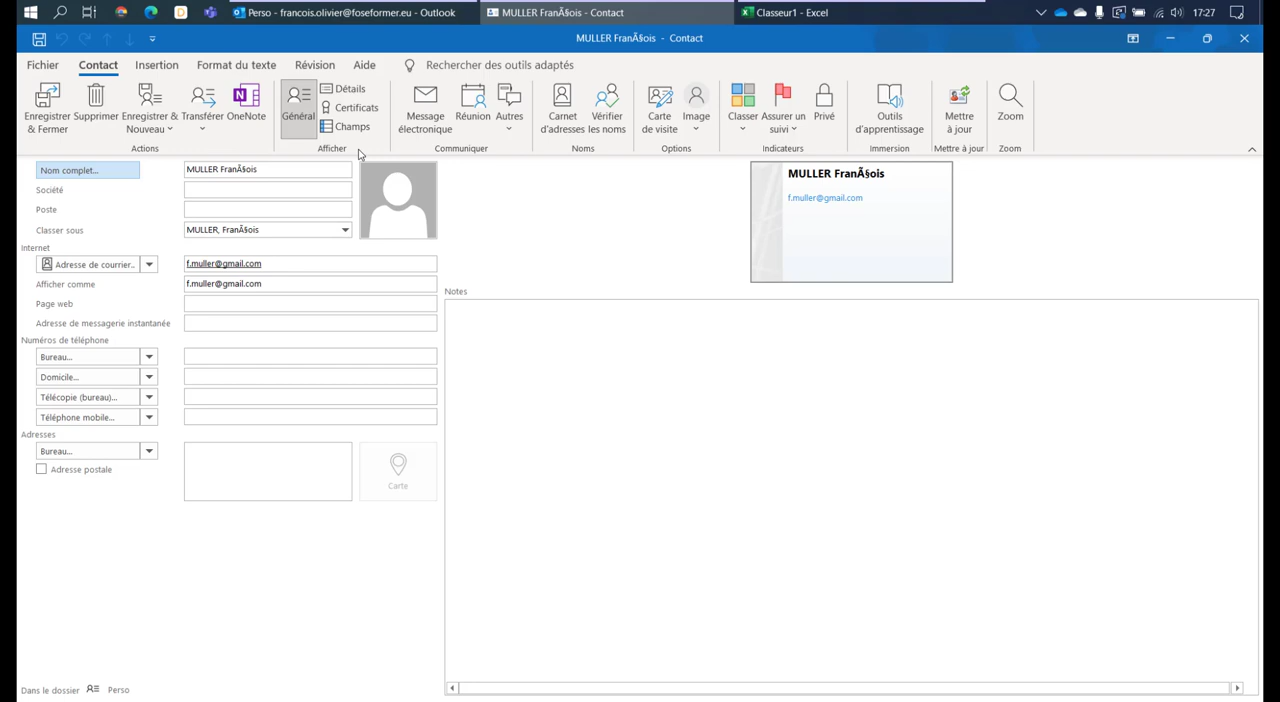 Perso - francois.olivier@foseformer.eu - Outlook
MULLER FranÃ§ois - Contact
Classeur1 - Excel
17:27
MULLER FranÃ§ois - Contact
Fichier
Contact
Insertion
Format du texte
Révision
Aide
Rechercher des outils adaptés
Enregistrer
& Fermer
Supprimer
Enregistrer &
Nouveau
Transférer
OneNote
Actions
Général
Détails
Certificats
Champs
Afficher
Message
électronique
Réunion
Autres
Communiquer
Carnet
d'adresses
Vérifier
les noms
Noms
Carte
de visite
Image
Options
Classer
Assurer un
suivi
Privé
Indicateurs
Outils
d'apprentissage
Immersion
Mettre
à jour
Mettre à jour
Zoom
Zoom
Nom complet...
MULLER FranÃ§ois
Société
Poste
Classer sous
MULLER, FranÃ§ois
Internet
Adresse de courrier..
f.muller@gmail.com
Afficher comme
f.muller@gmail.com
Page web
Adresse de messagerie instantanée
Numéros de téléphone
Bureau...
Domicile...
Télécopie (bureau)...
Téléphone mobile...
Adresses
Bureau...
Adresse postale
Carte
MULLER FranÃ§ois
f.muller@gmail.com
Notes
Dans le dossier
Perso